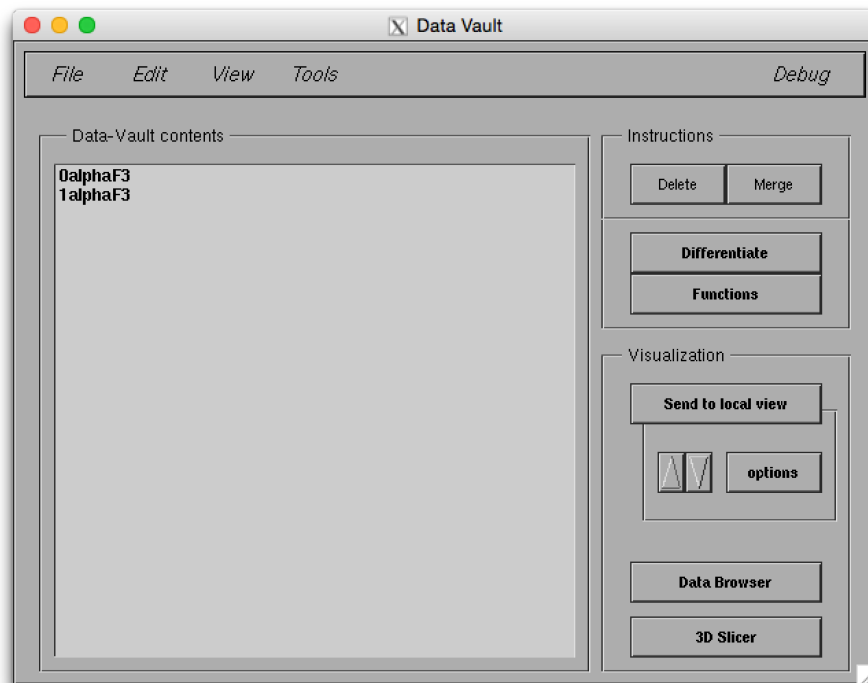 Data Vault
File Edit View Tools Debug
Data-Vault contents
0alphaF3
1alphaF3
Instructions
Delete Merge
Differentiate
Functions
Visualization
Send to local view
options
Data Browser
3D Slicer